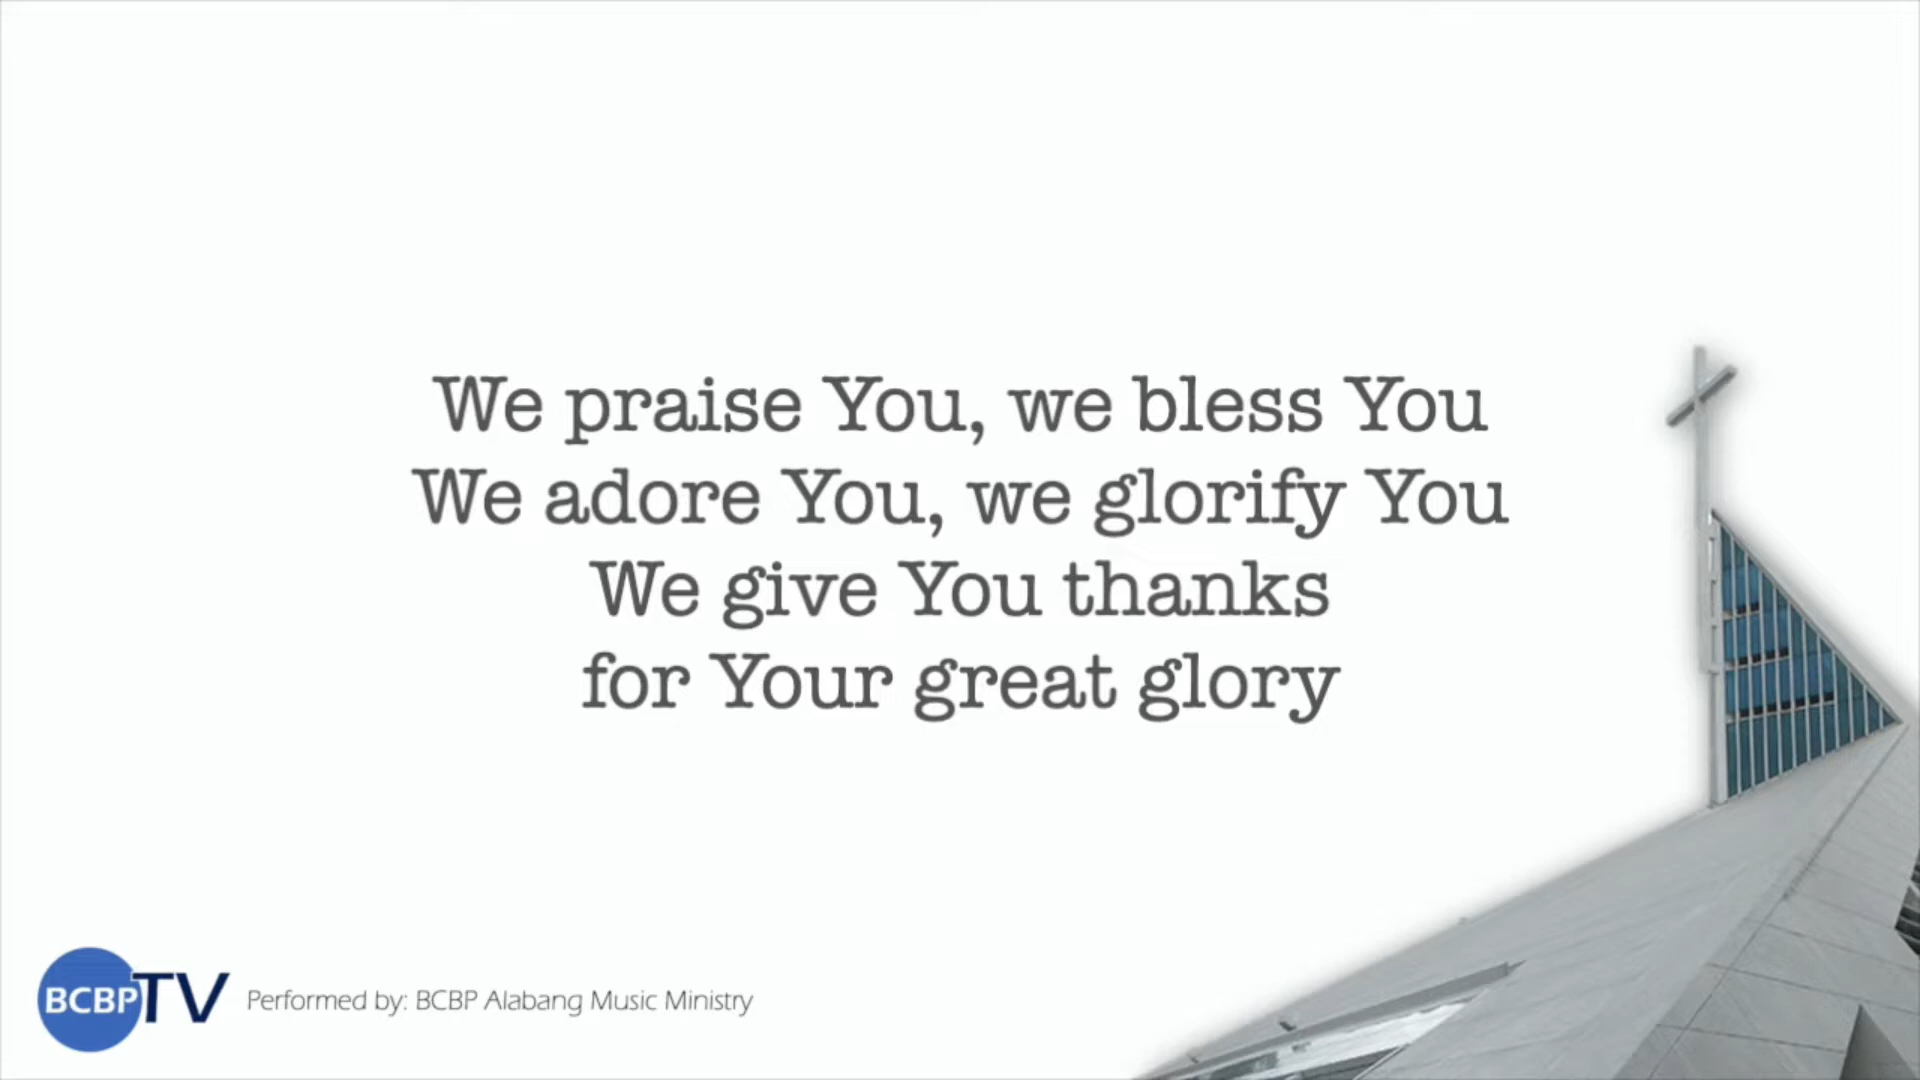 We praise You, we bless You
We adore You, we glorify You
We give You thanks
for Your great glory
BCBPTV Performed by: BCBP Alabang Music Ministry